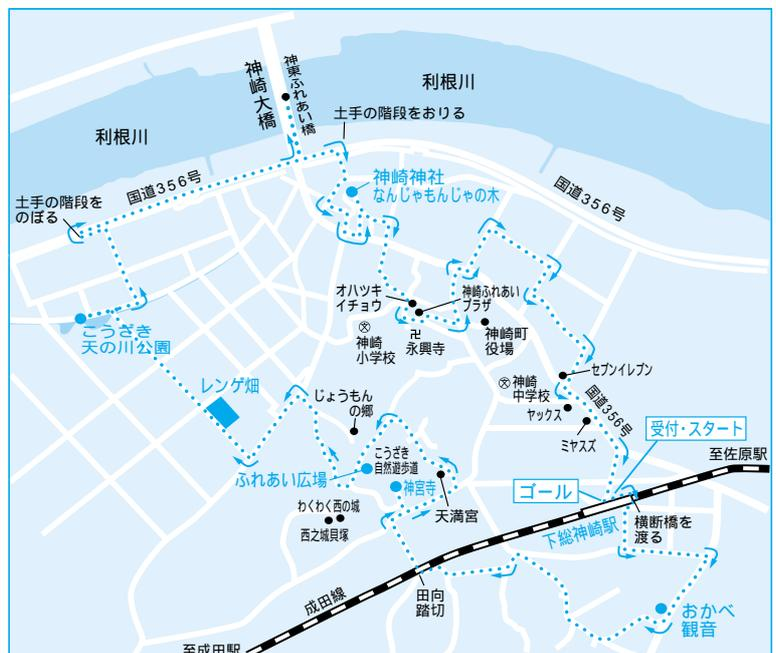 利根川
神崎大橋
神東ふれあい橋
利根川
土手の階段をおりる
国道356号
神崎神社
なんじゃもんじゃの木
国道356号
土手の階段を
のぼる
オハツキ
イチョウ
神崎ふれあい
プラザ
こうざき
天の川公園
文
神崎
小学校
卍
永興寺
神崎町
役場
セブンイレブン
レンゲ畑
じょうもん
の郷
文
神崎
中学校
ヤックス
国道356号
ミヤスズ
受付・スタート
至佐原駅
こうざき
自然遊歩道
ふれあい広場
神宮寺
天満宮
ゴール
わくわく西の城
西之城貝塚
下総神崎駅
横断橋を
渡る
成田線
田向
踏切
おかべ
観音
至成田駅